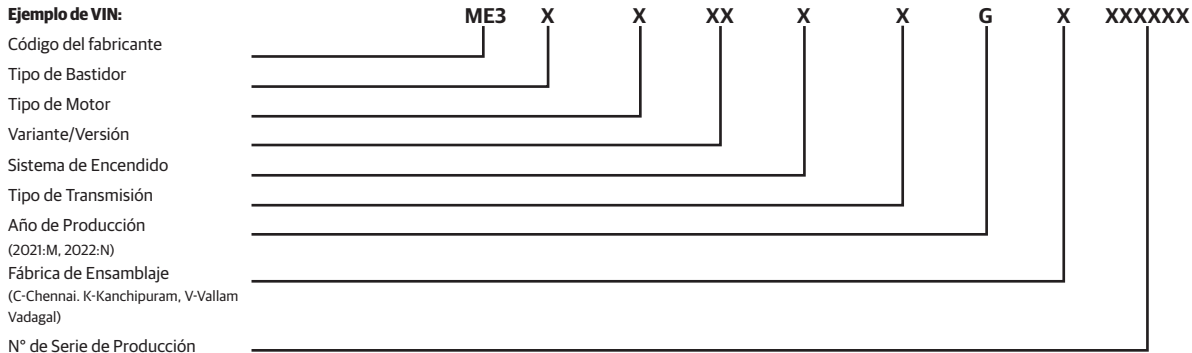 Ejemplo de VIN: ME3 X X XX X X G X XXXXXX
Código del fabricante
Tipo de Bastidor
Tipo de Motor
Variante/Versión
Sistema de Encendido
Tipo de Transmisión
Año de Producción
(2021:M, 2022:N)
Fábrica de Ensamblaje
(C-Chennai. K-Kanchipuram, V-Vallam
Vadagal)
N° de Serie de Producción